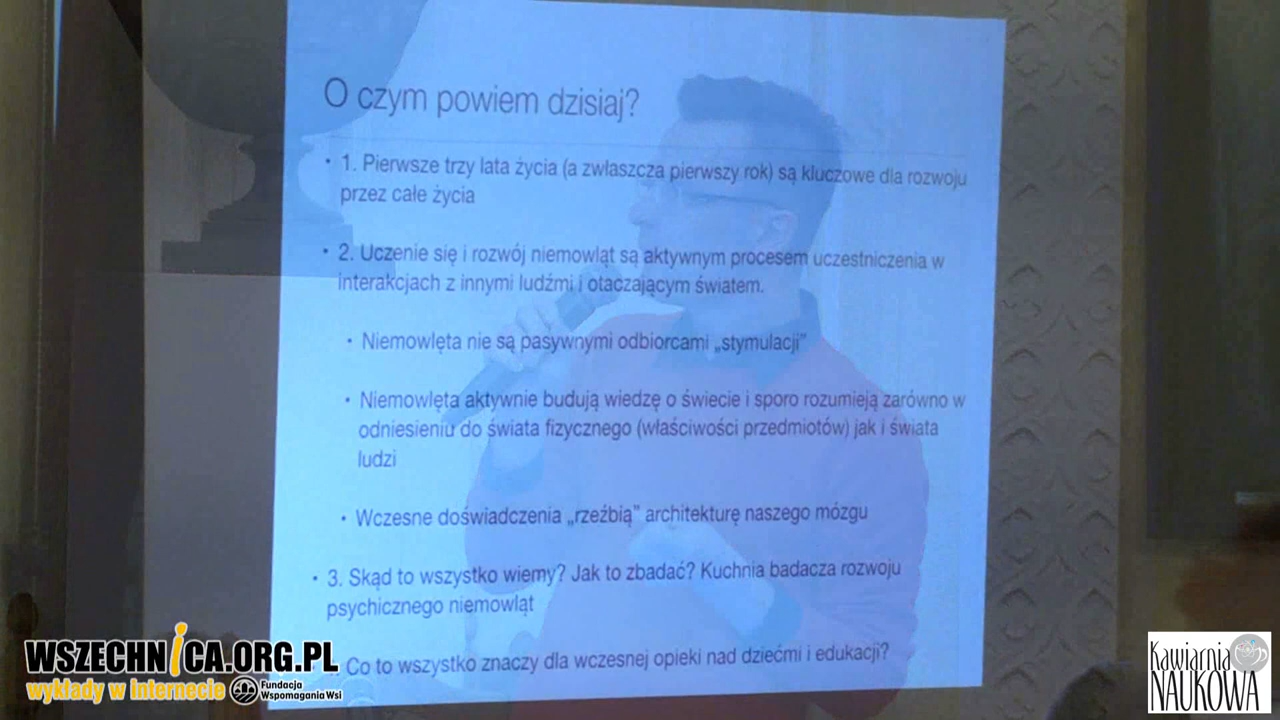 O czym powiem dzisiaj?
• 1. Pierwsze trzy lata życia (a zwłaszcza pierwszy rok) są kluczowe dla rozwoju
przez całe życia
• 2. Uczenie się i rozwój niemowląt są aktywnym procesem uczestniczenia w
interakcjach z innymi ludźmi i otaczającym światem.
• Niemowlęta nie są pasywnymi odbiorcami „stymulacji”
• Niemowlęta aktywnie budują wiedzę o świecie i sporo rozumieją zarówno w
odniesieniu do świata fizycznego (właściwości przedmiotów) jak i świata
ludzi
• Wczesne doświadczenia „rzeźbią” architekturę naszego mózgu
• 3. Skąd to wszystko wiemy? Jak to zbadać? Kuchnia badacza rozwoju
psychicznego niemowląt
Co to wszystko znaczy dla wczesnej opieki nad dziećmi i edukacji?
WSZECHNICA.ORG.PL
wykłady w internecie
Fundacja
Wspomagania Wsi
Kawiarnia
NAUKOWA